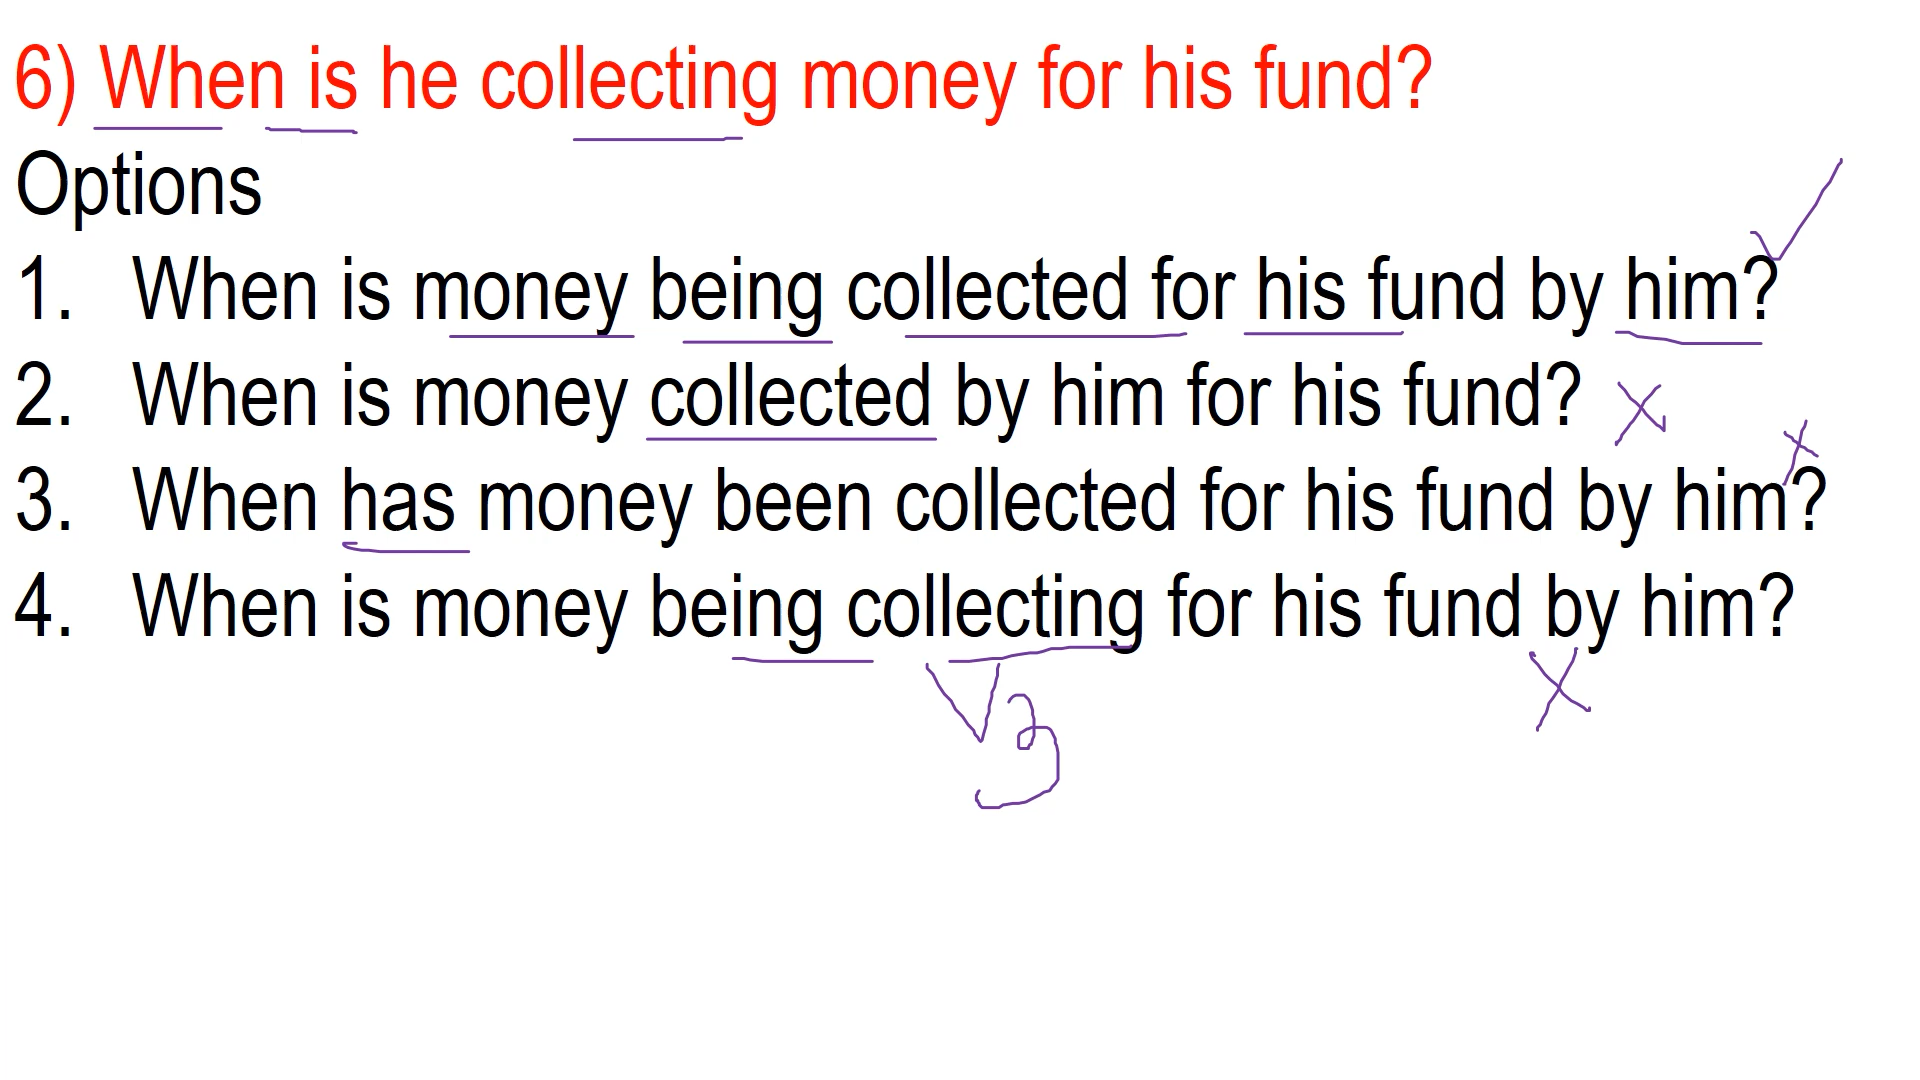 6) When is he collecting money for his fund?
Options
1. When is money being collected for his fund by him?
2. When is money collected by him for his fund?
3. When has money been collected for his fund by him?
4. When is money being collecting for his fund by him?
V3